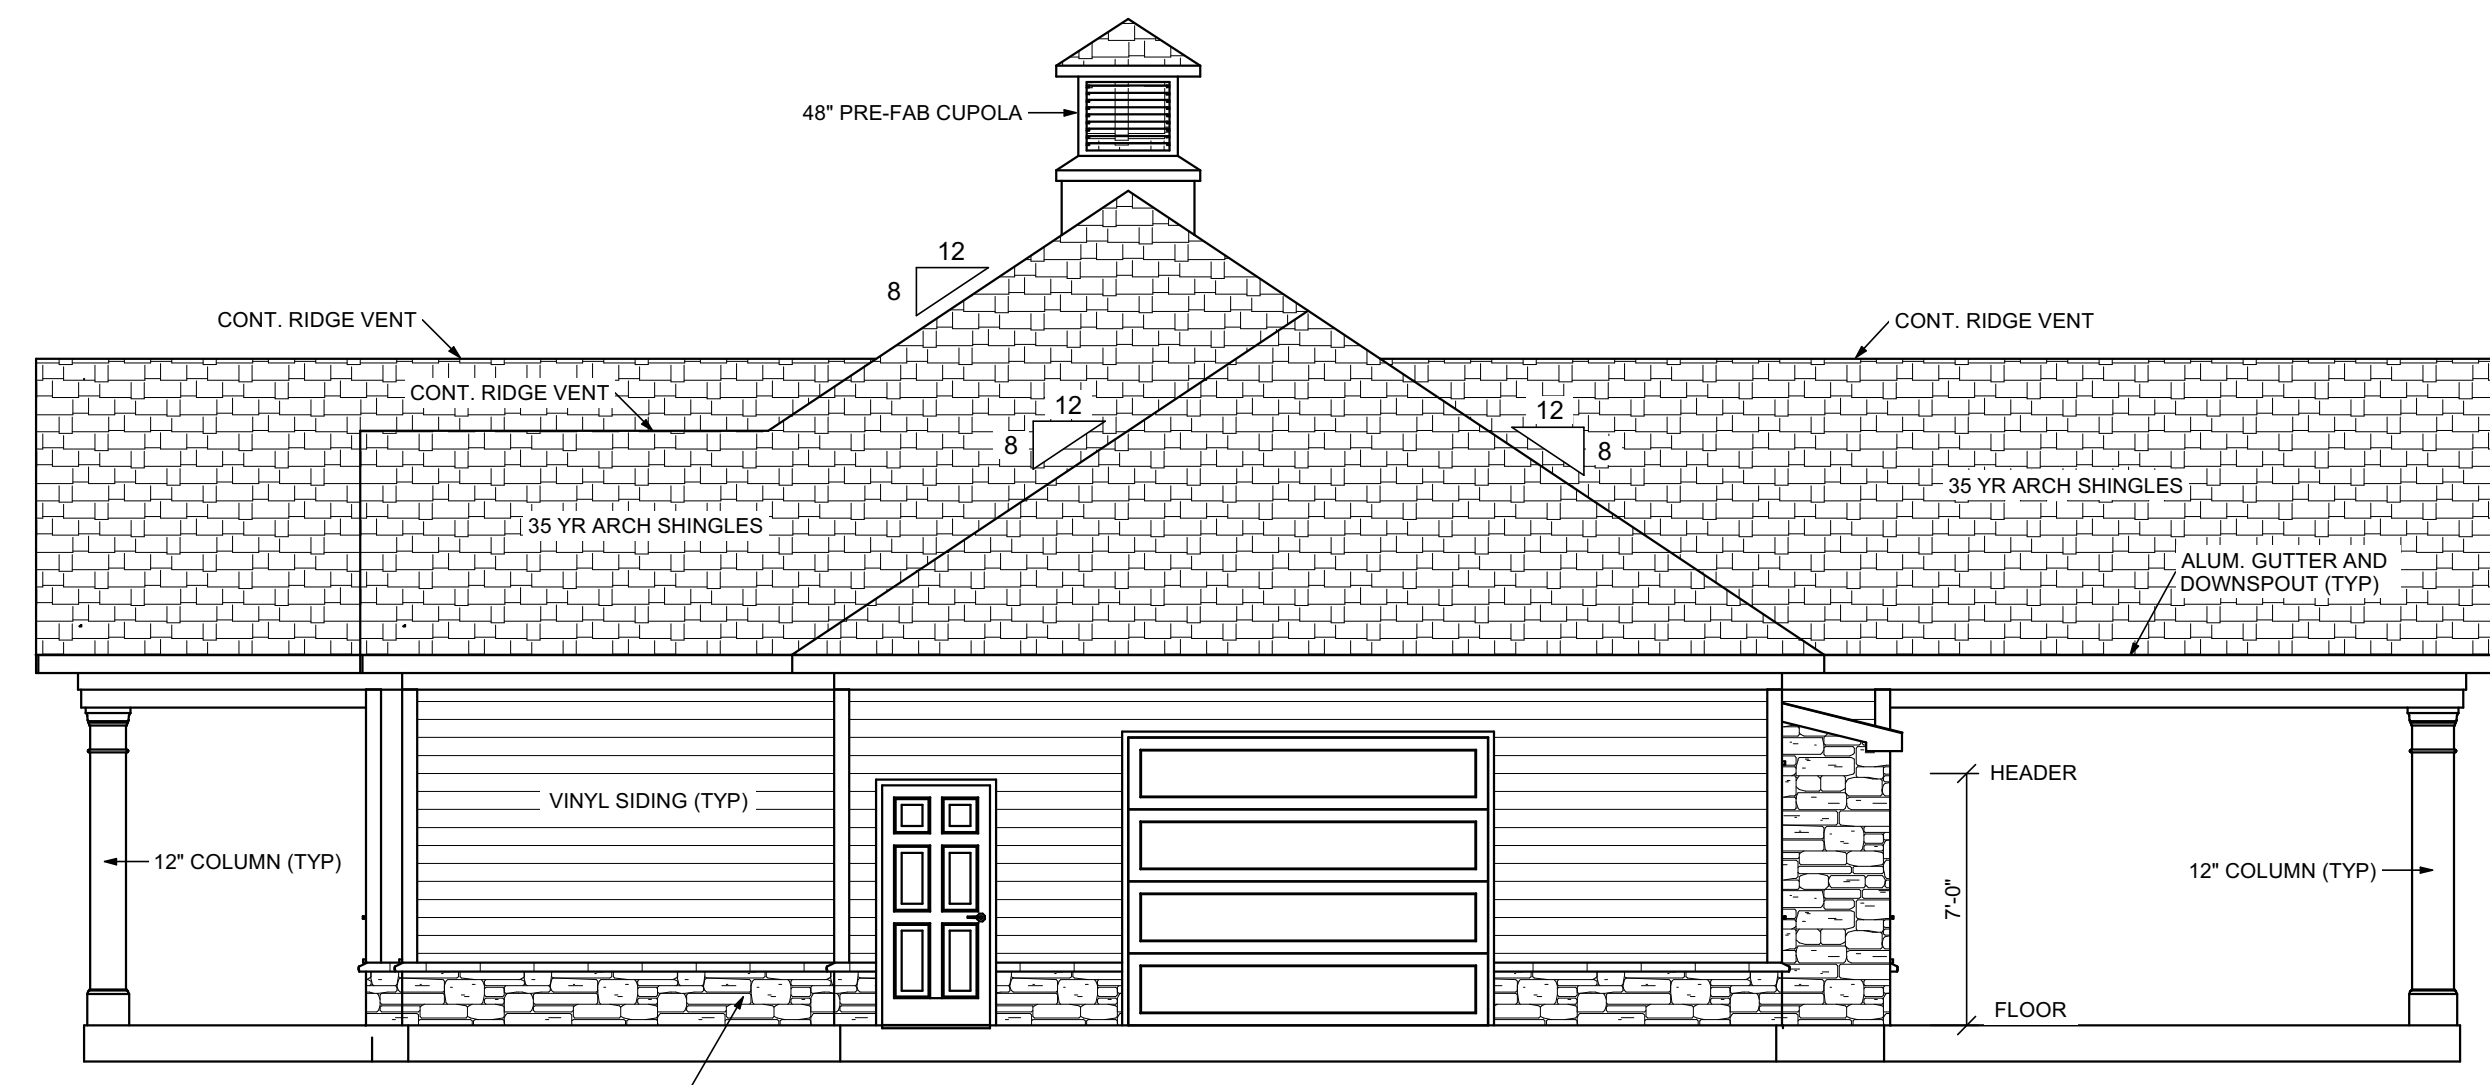 48" PRE-FAB CUPOLA
12
8
CONT. RIDGE VENT
CONT. RIDGE VENT
CONT. RIDGE VENT
12
8
12
8
35 YR ARCH SHINGLES
35 YR ARCH SHINGLES
ALUM. GUTTER AND
DOWNSPOUT (TYP)
HEADER
VINYL SIDING (TYP)
12" COLUMN (TYP)
12" COLUMN (TYP)
7'-0"
FLOOR